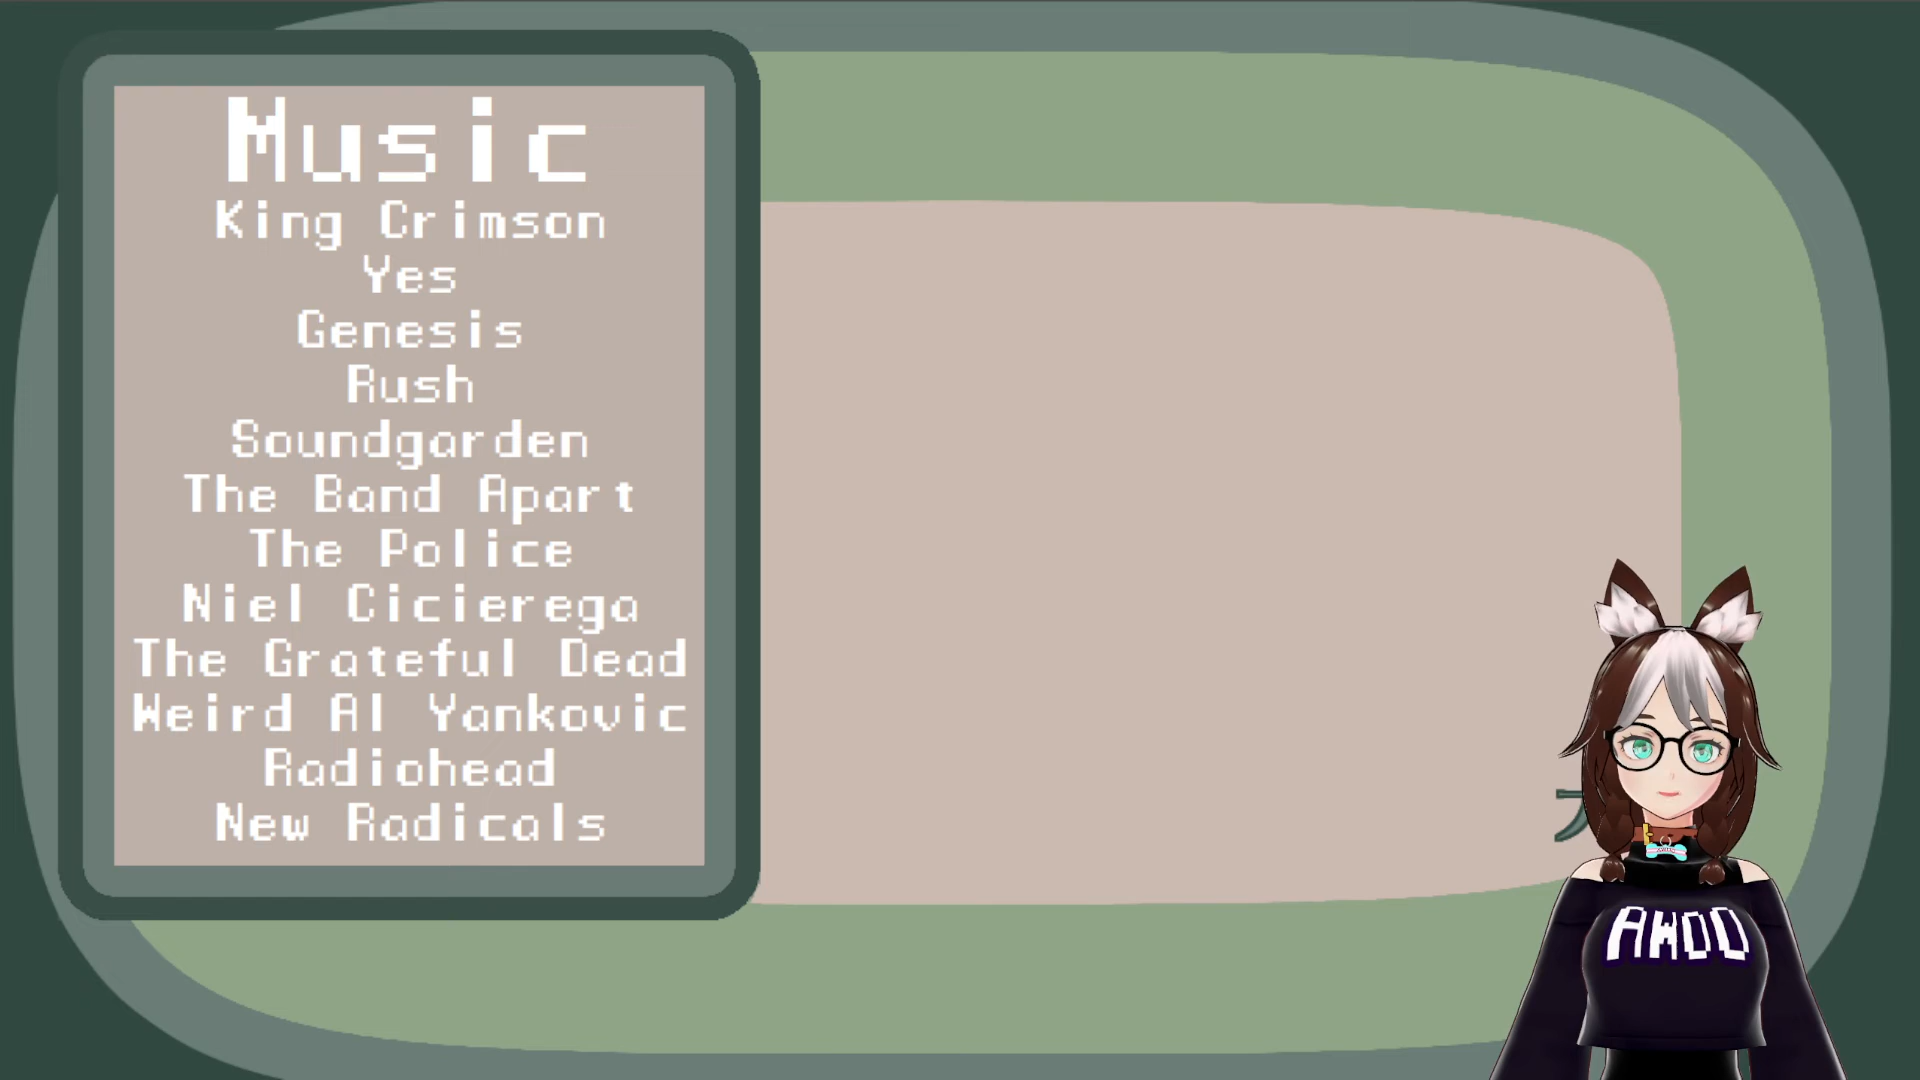 Music
King Crimson
Yes
Genesis
Rush
Soundgarden
The Band Apart
The Police
Niel Cicierega
The Grateful Dead
Weird Al Yankovic
Radiohead
New Radicals
AWOO